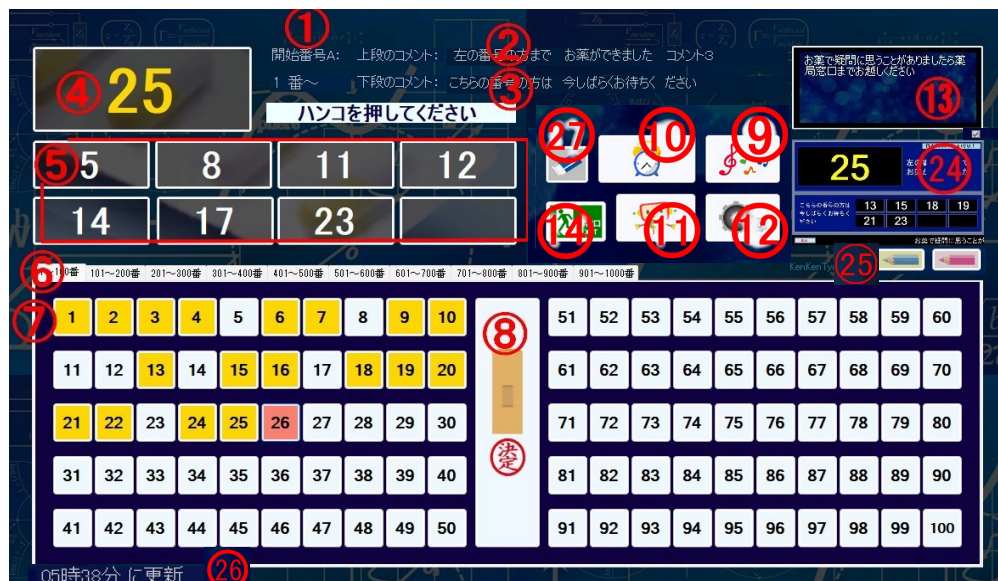 ①
開始番号A: 上段のコメント: 左の番号の方まで お薬ができました コメント3
②
1 番～ 下段のコメント: こちらの番号の方は 今しばらくお待ちく ださい
③
ハンコを押してください
④ 25
お薬で疑問に思うことがありましたら薬
局窓口までお越しください
⑬
⑤ 5 8 11 12
14 17 23
㉗ ⑩ ⑨
⑭ ⑪ ⑫
25
㉔
こちらの番号の方は
今しばらくお待ちく
ださい
13 15 18 19
21 23
お薬で疑問に思うことが
㉕
⑥ 101～200番 201～300番 301～400番 401～500番 501～600番 601～700番 701～800番 801～900番 901～1000番
⑦ 1 2 3 4 5 6 7 8 9 10
⑧
51 52 53 54 55 56 57 58 59 60
11 12 13 14 15 16 17 18 19 20
61 62 63 64 65 66 67 68 69 70
21 22 23 24 25 26 27 28 29 30
71 72 73 74 75 76 77 78 79 80
決定
31 32 33 34 35 36 37 38 39 40
81 82 83 84 85 86 87 88 89 90
41 42 43 44 45 46 47 48 49 50
91 92 93 94 95 96 97 98 99 100
05時38分 に更新 ㉖